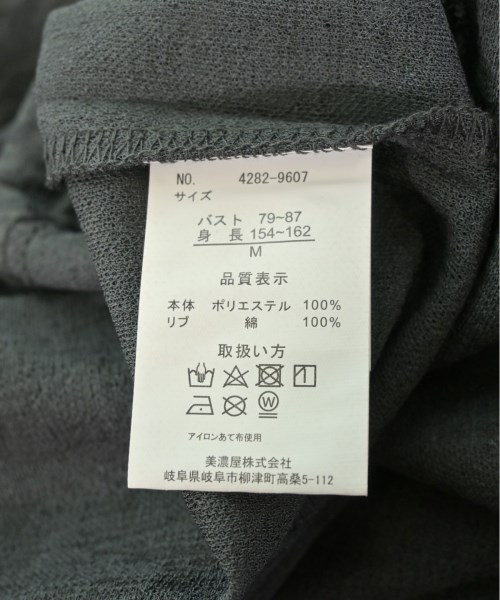 NO. 4282-9607
サイズ
バスト 79~87
身 長 154~162
M
品質表示
本体 ポリエステル 100%
リブ 綿 100%
取扱い方
W
アイロンあて布使用
美濃屋株式会社
岐阜県岐阜市柳津町高桑5-112